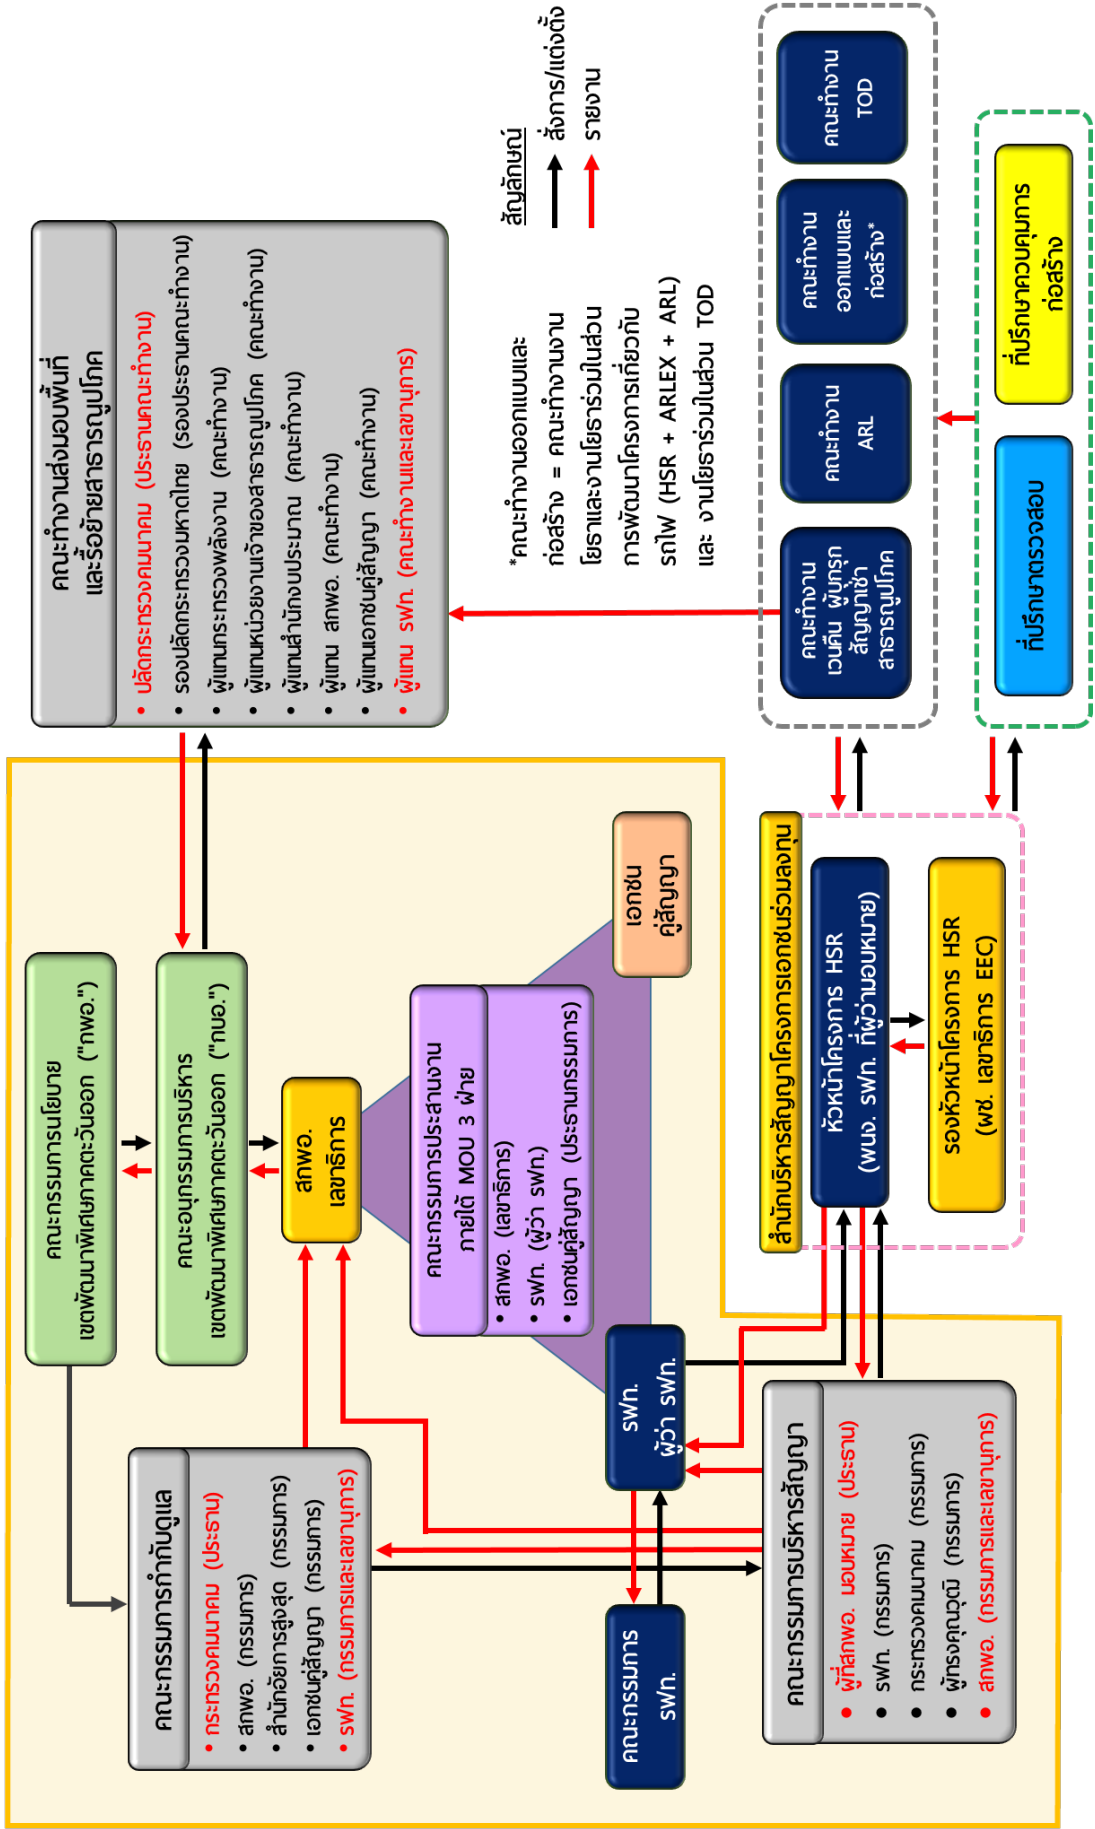 คณะกรรมการนโยบาย
เขตพัฒนาพิเศษภาคตะวันออก ("กพอ.")
คณะอนุกรรมการบริหาร
เขตพัฒนาพิเศษภาคตะวันออก ("กบอ.")
สกพอ.
เลขาธิการ
คณะกรรมการกำกับดูแล
• กระทรวงคมนาคม (ประธาน)
• สกพอ. (กรรมการ)
• สำนักอัยการสูงสุด (กรรมการ)
• เอกชนคู่สัญญา (กรรมการ)
• รฟท. (กรรมการและเลขานุการ)
คณะทำงานส่งมอบพื้นที่
และรื้อย้ายสาธารณูปโภค
• ปลัดกระทรวงคมนาคม (ประธานคณะทำงาน)
• รองปลัดกระทรวงมหาดไทย (รองประธานคณะทำงาน)
• ผู้แทนกระทรวงพลังงาน (คณะทำงาน)
• ผู้แทนหน่วยงานเจ้าของสาธารณูปโภค (คณะทำงาน)
• ผู้แทนสำนักงบประมาณ (คณะทำงาน)
• ผู้แทน สกพอ. (คณะทำงาน)
• ผู้แทนเอกชนคู่สัญญา (คณะทำงาน)
• ผู้แทน รฟท. (คณะทำงานและเลขานุการ)
คณะกรรมการประสานงาน
ภายใต้ MOU 3 ฝ่าย
• สกพอ. (เลขาธิการ)
• รฟท. (ผู้ว่า รฟท.)
• เอกชนคู่สัญญา (ประธานกรรมการ)
สัญลักษณ์
สั่งการ/แต่งตั้ง
รายงาน
*คณะทำงานออกแบบและ
ก่อสร้าง = คณะทำงานงาน
โยธาและงานโยธาร่วมในส่วน
การพัฒนาโครงการเกี่ยวกับ
รถไฟ (HSR + ARLEX + ARL)
และ งานโยธาร่วมในส่วน TOD
คณะกรรมการ
รฟท.
รฟท.
ผู้ว่า รฟท.
เอกชน
คู่สัญญา
คณะกรรมการบริหารสัญญา
• ผู้ที่สกพอ. มอบหมาย (ประธาน)
• รฟท. (กรรมการ)
• กระทรวงคมนาคม (กรรมการ)
• ผู้ทรงคุณวุฒิ (กรรมการ)
• สกพอ. (กรรมการและเลขานุการ)
สำนักบริหารสัญญาโครงการเอกชนร่วมลงทุน
หัวหน้าโครงการ HSR
(พนง. รฟท. ที่ผู้ว่ามอบหมาย)
รองหัวหน้าโครงการ HSR
(ผช. เลขาธิการ EEC)
คณะทำงาน
เวนคืน ผู้บุกรุก
สัญญาเช่า
สาธารณูปโภค
คณะทำงาน
ARL
คณะทำงาน
ออกแบบและ
ก่อสร้าง*
คณะทำงาน
TOD
ที่ปรึกษาตรวจสอบ
ที่ปรึกษาควบคุมการ
ก่อสร้าง